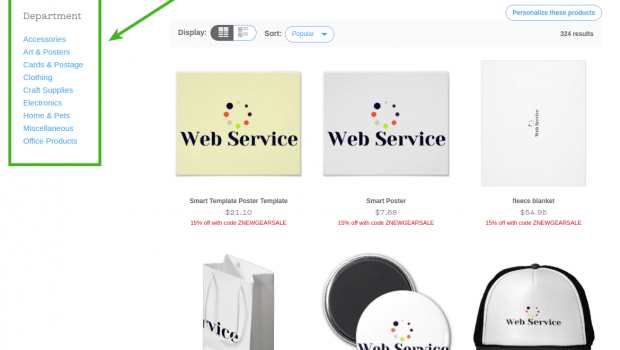 Department
Accessories
Art & Posters
Cards & Postage
Clothing
Craft Supplies
Electronics
Home & Pets
Miscellaneous
Office Products
Personalize these products
Display:
Sort: Popular
324 results
Web Service
Web Service
Web Service
Smart Template Poster Template
$21.10
15% off with code ZNEWGEARSALE
Smart Poster
$7.68
15% off with code ZNEWGEARSALE
fleece blanket
$54.95
15% off with code ZNEWGEARSALE
Service
Web Service
Web Service